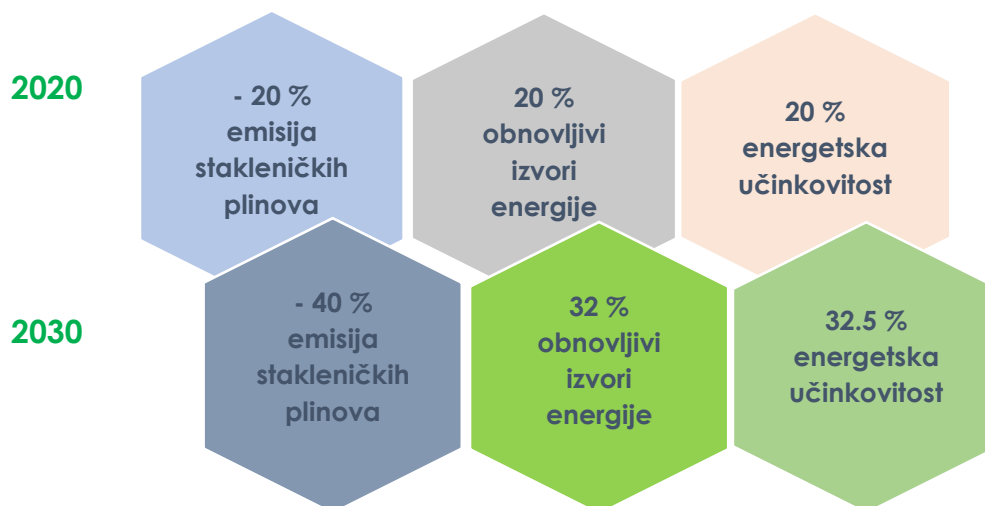 2020
- 20 %
emisija
stakleničkih
plinova
20 %
obnovljivi
izvori
energije
20 %
energetska
učinkovitost
2030
- 40 %
emisija
stakleničkih
plinova
32 %
obnovljivi
izvori
energije
32.5 %
energetska
učinkovitost